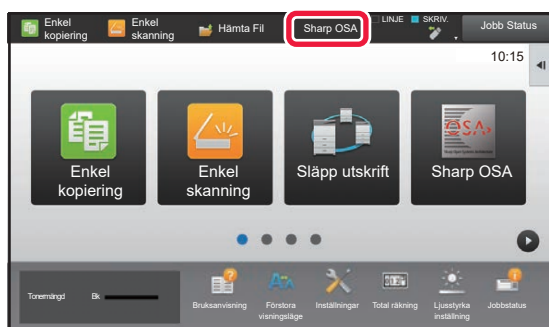 Enkel kopiering
Enkel skanning
Hämta Fil
Sharp OSA
LINJE
SKRIV.
Jobb Status
10:15
Enkel kopiering
Enkel skanning
Släpp utskrift
Sharp OSA
OSA
Tonermängd
Bk
Bruksanvisning
Förstora visningsläge
Inställningar
Total räkning
Ljusstyrka inställning
Jobbstatus